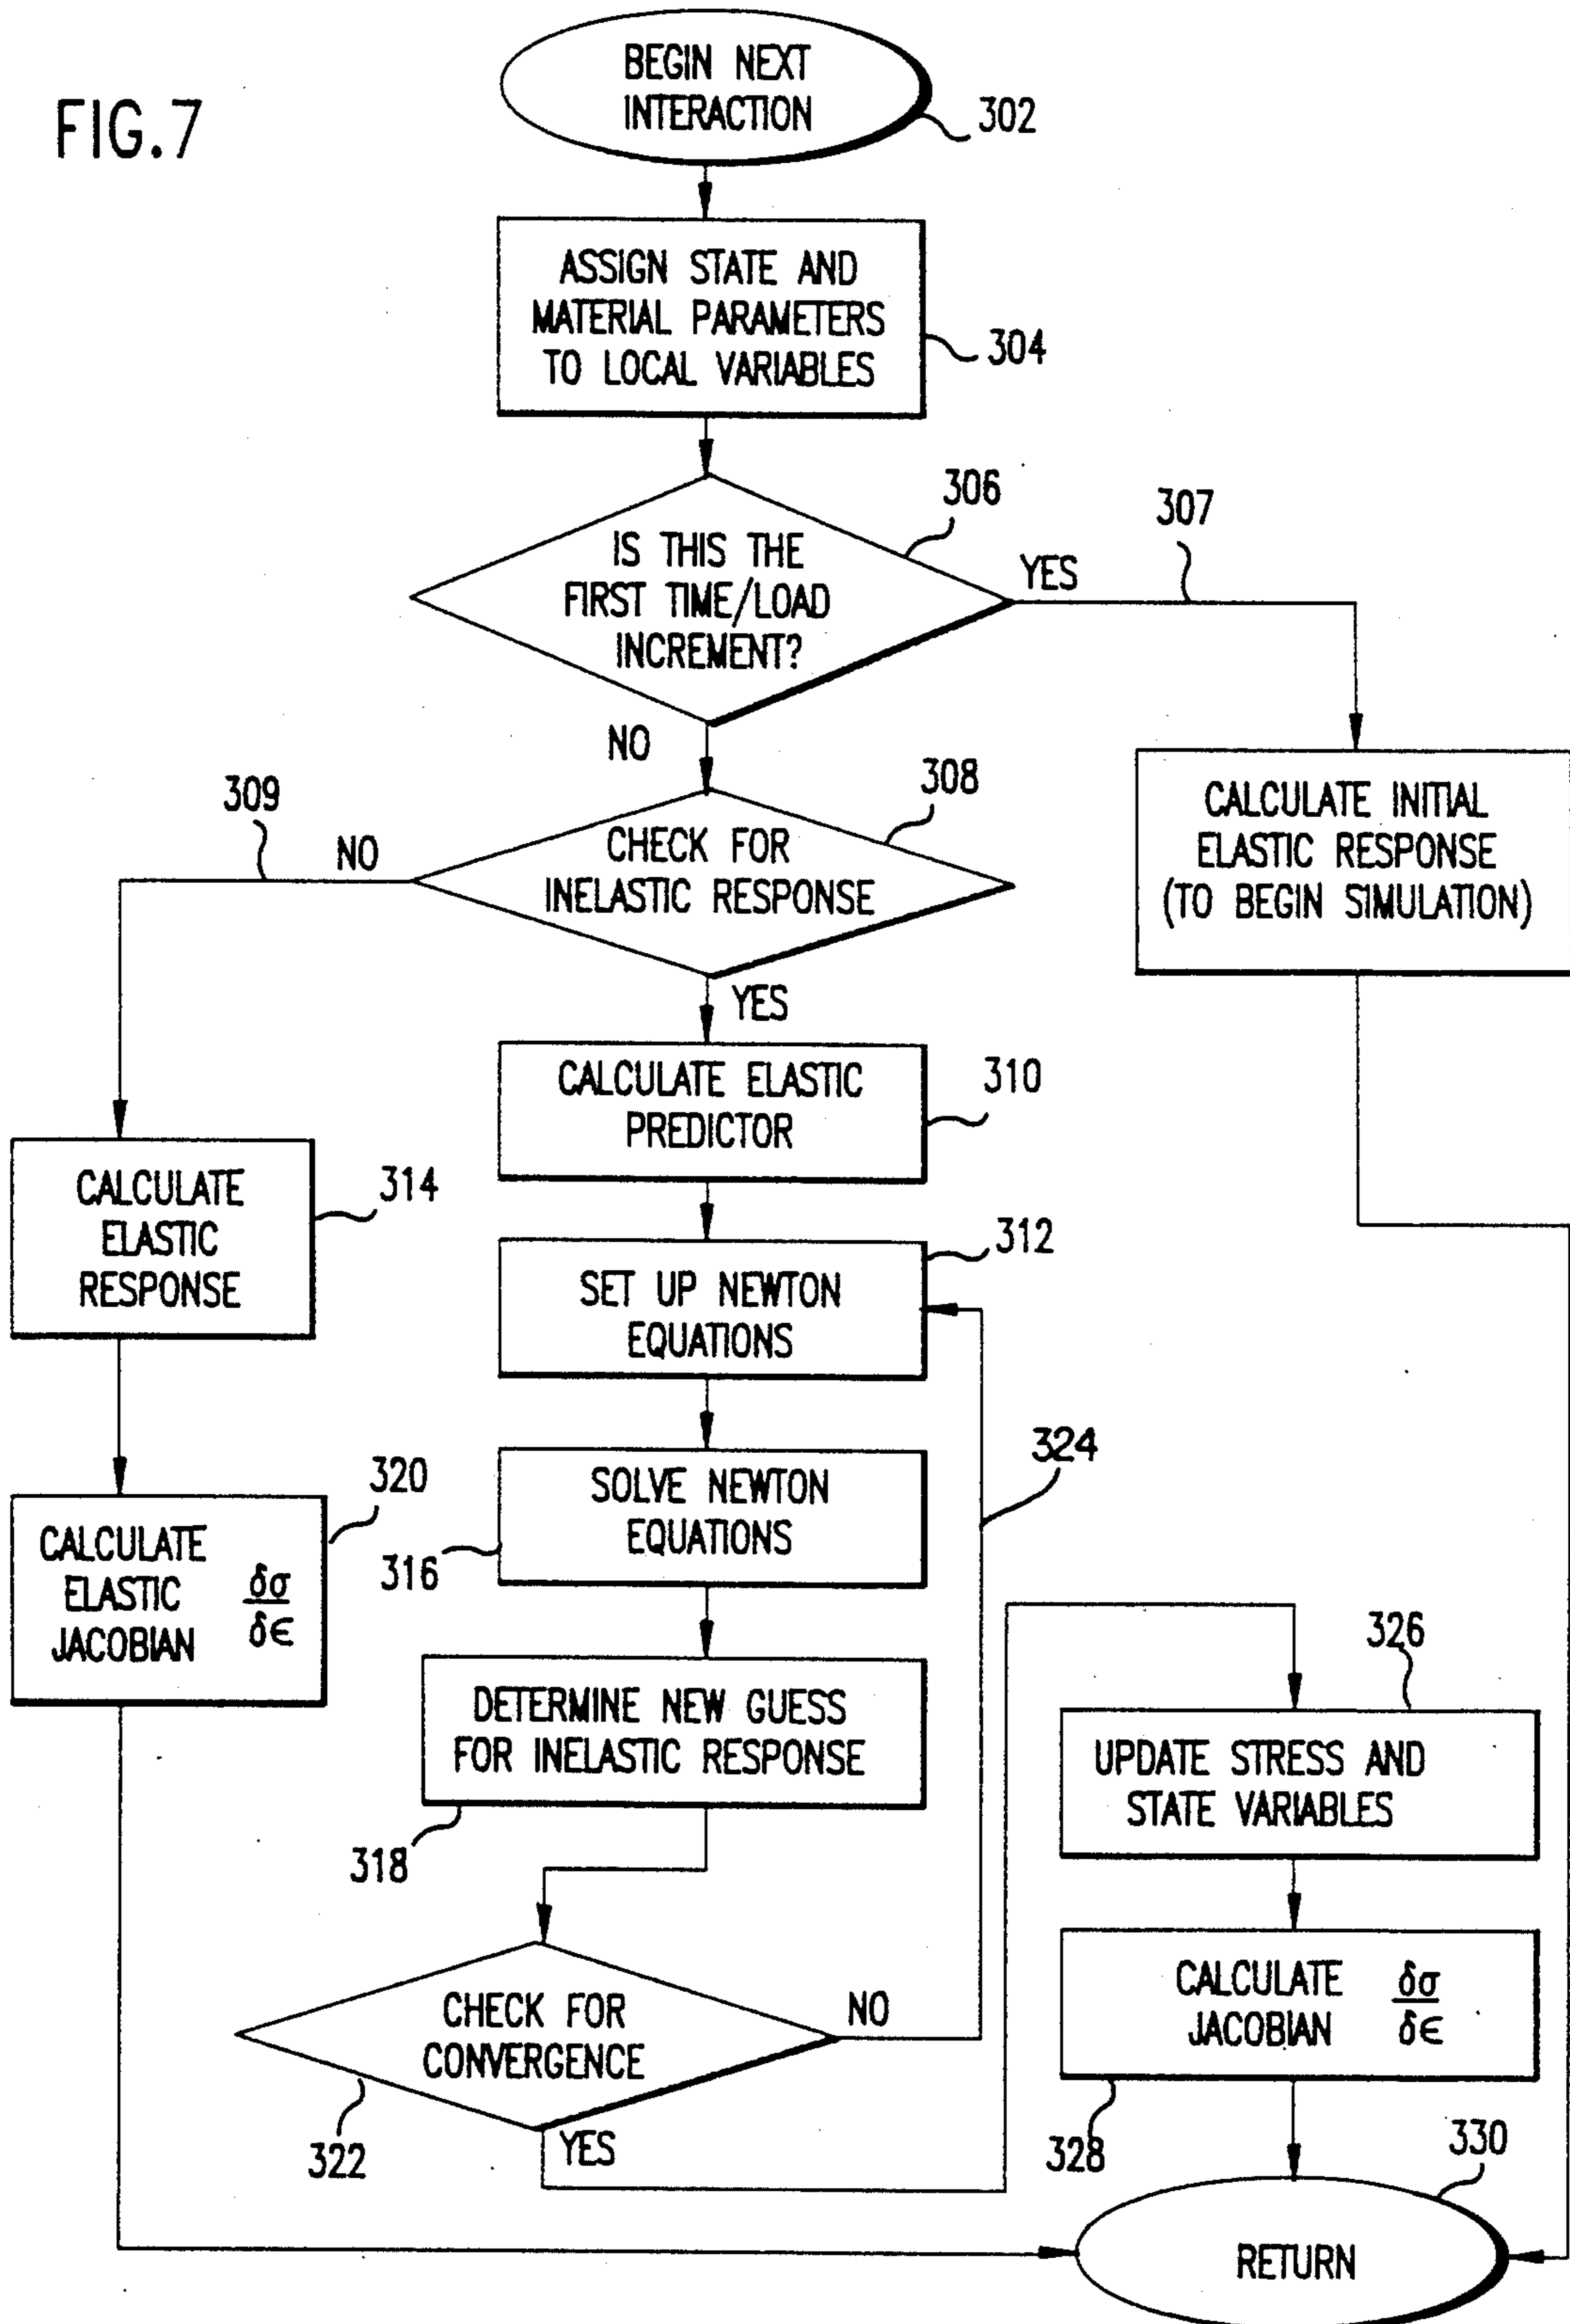 FIG.7
BEGIN NEXT
INTERACTION
302
ASSIGN STATE AND
MATERIAL PARAMETERS
TO LOCAL VARIABLES
304
306
307
IS THIS THE
FIRST TIME/LOAD
INCREMENT?
YES
NO
308
309
NO
CHECK FOR
INELASTIC RESPONSE
YES
CALCULATE INITIAL
ELASTIC RESPONSE
(TO BEGIN SIMULATION)
CALCULATE ELASTIC
PREDICTOR
310
CALCULATE
ELASTIC
RESPONSE
314
SET UP NEWTON
EQUATIONS
312
324
SOLVE NEWTON
EQUATIONS
316
CALCULATE
ELASTIC
JACOBIAN
δσ
δϵ
320
DETERMINE NEW GUESS
FOR INELASTIC RESPONSE
318
326
UPDATE STRESS AND
STATE VARIABLES
CHECK FOR
CONVERGENCE
NO
YES
322
CALCULATE
JACOBIAN
δσ
δϵ
328
330
RETURN